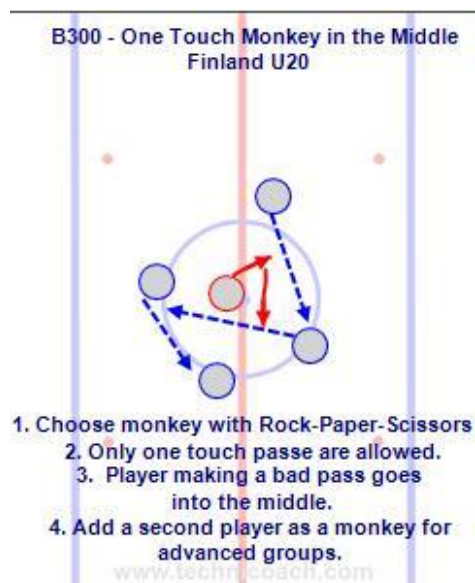 B300 - One Touch Monkey in the Middle
Finland U20
1. Choose monkey with Rock-Paper-Scissors
2. Only one touch passe are allowed.
3. Player making a bad pass goes
into the middle.
4. Add a second player as a monkey for
advanced groups.